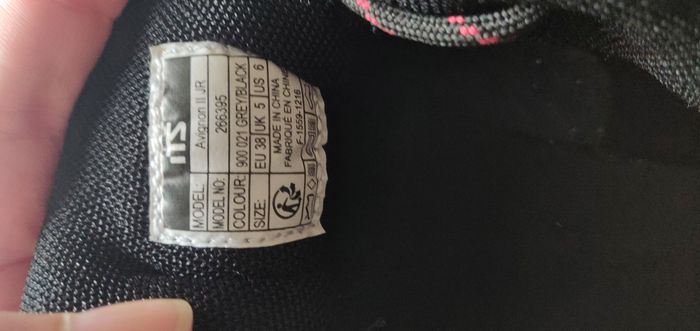 ITS
MODEL: Avignon II JR
MODEL NO: 266395
COLOUR: 900 021 GREY/BLACK
SIZE: EU 38 UK 5 US 6
MADE IN CHINA
FABRIQUÉ EN CHINE
F-1559-1216